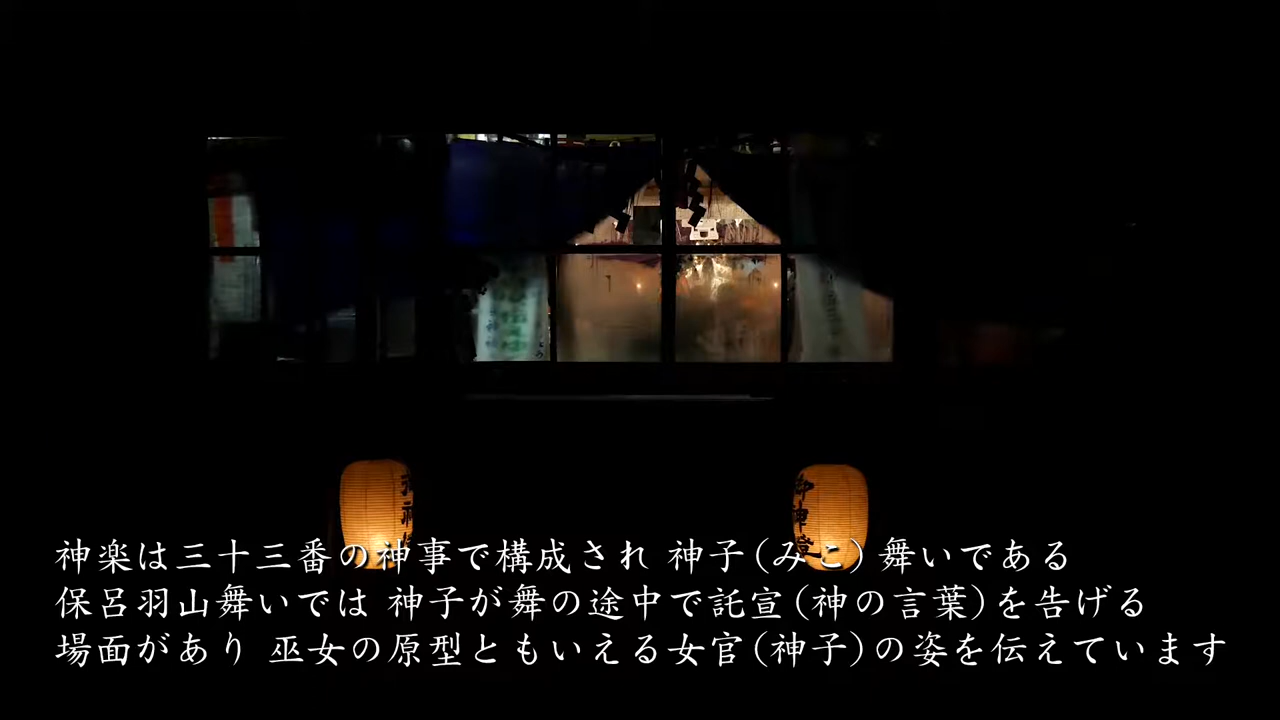 神楽は三十三番の神事で構成され 神子(みこ)舞いである
保呂羽山舞いでは 神子が舞の途中で託宣(神の言葉)を告げる
場面があり 巫女の原型ともいえる女官(神子)の姿を伝えています
御神燈